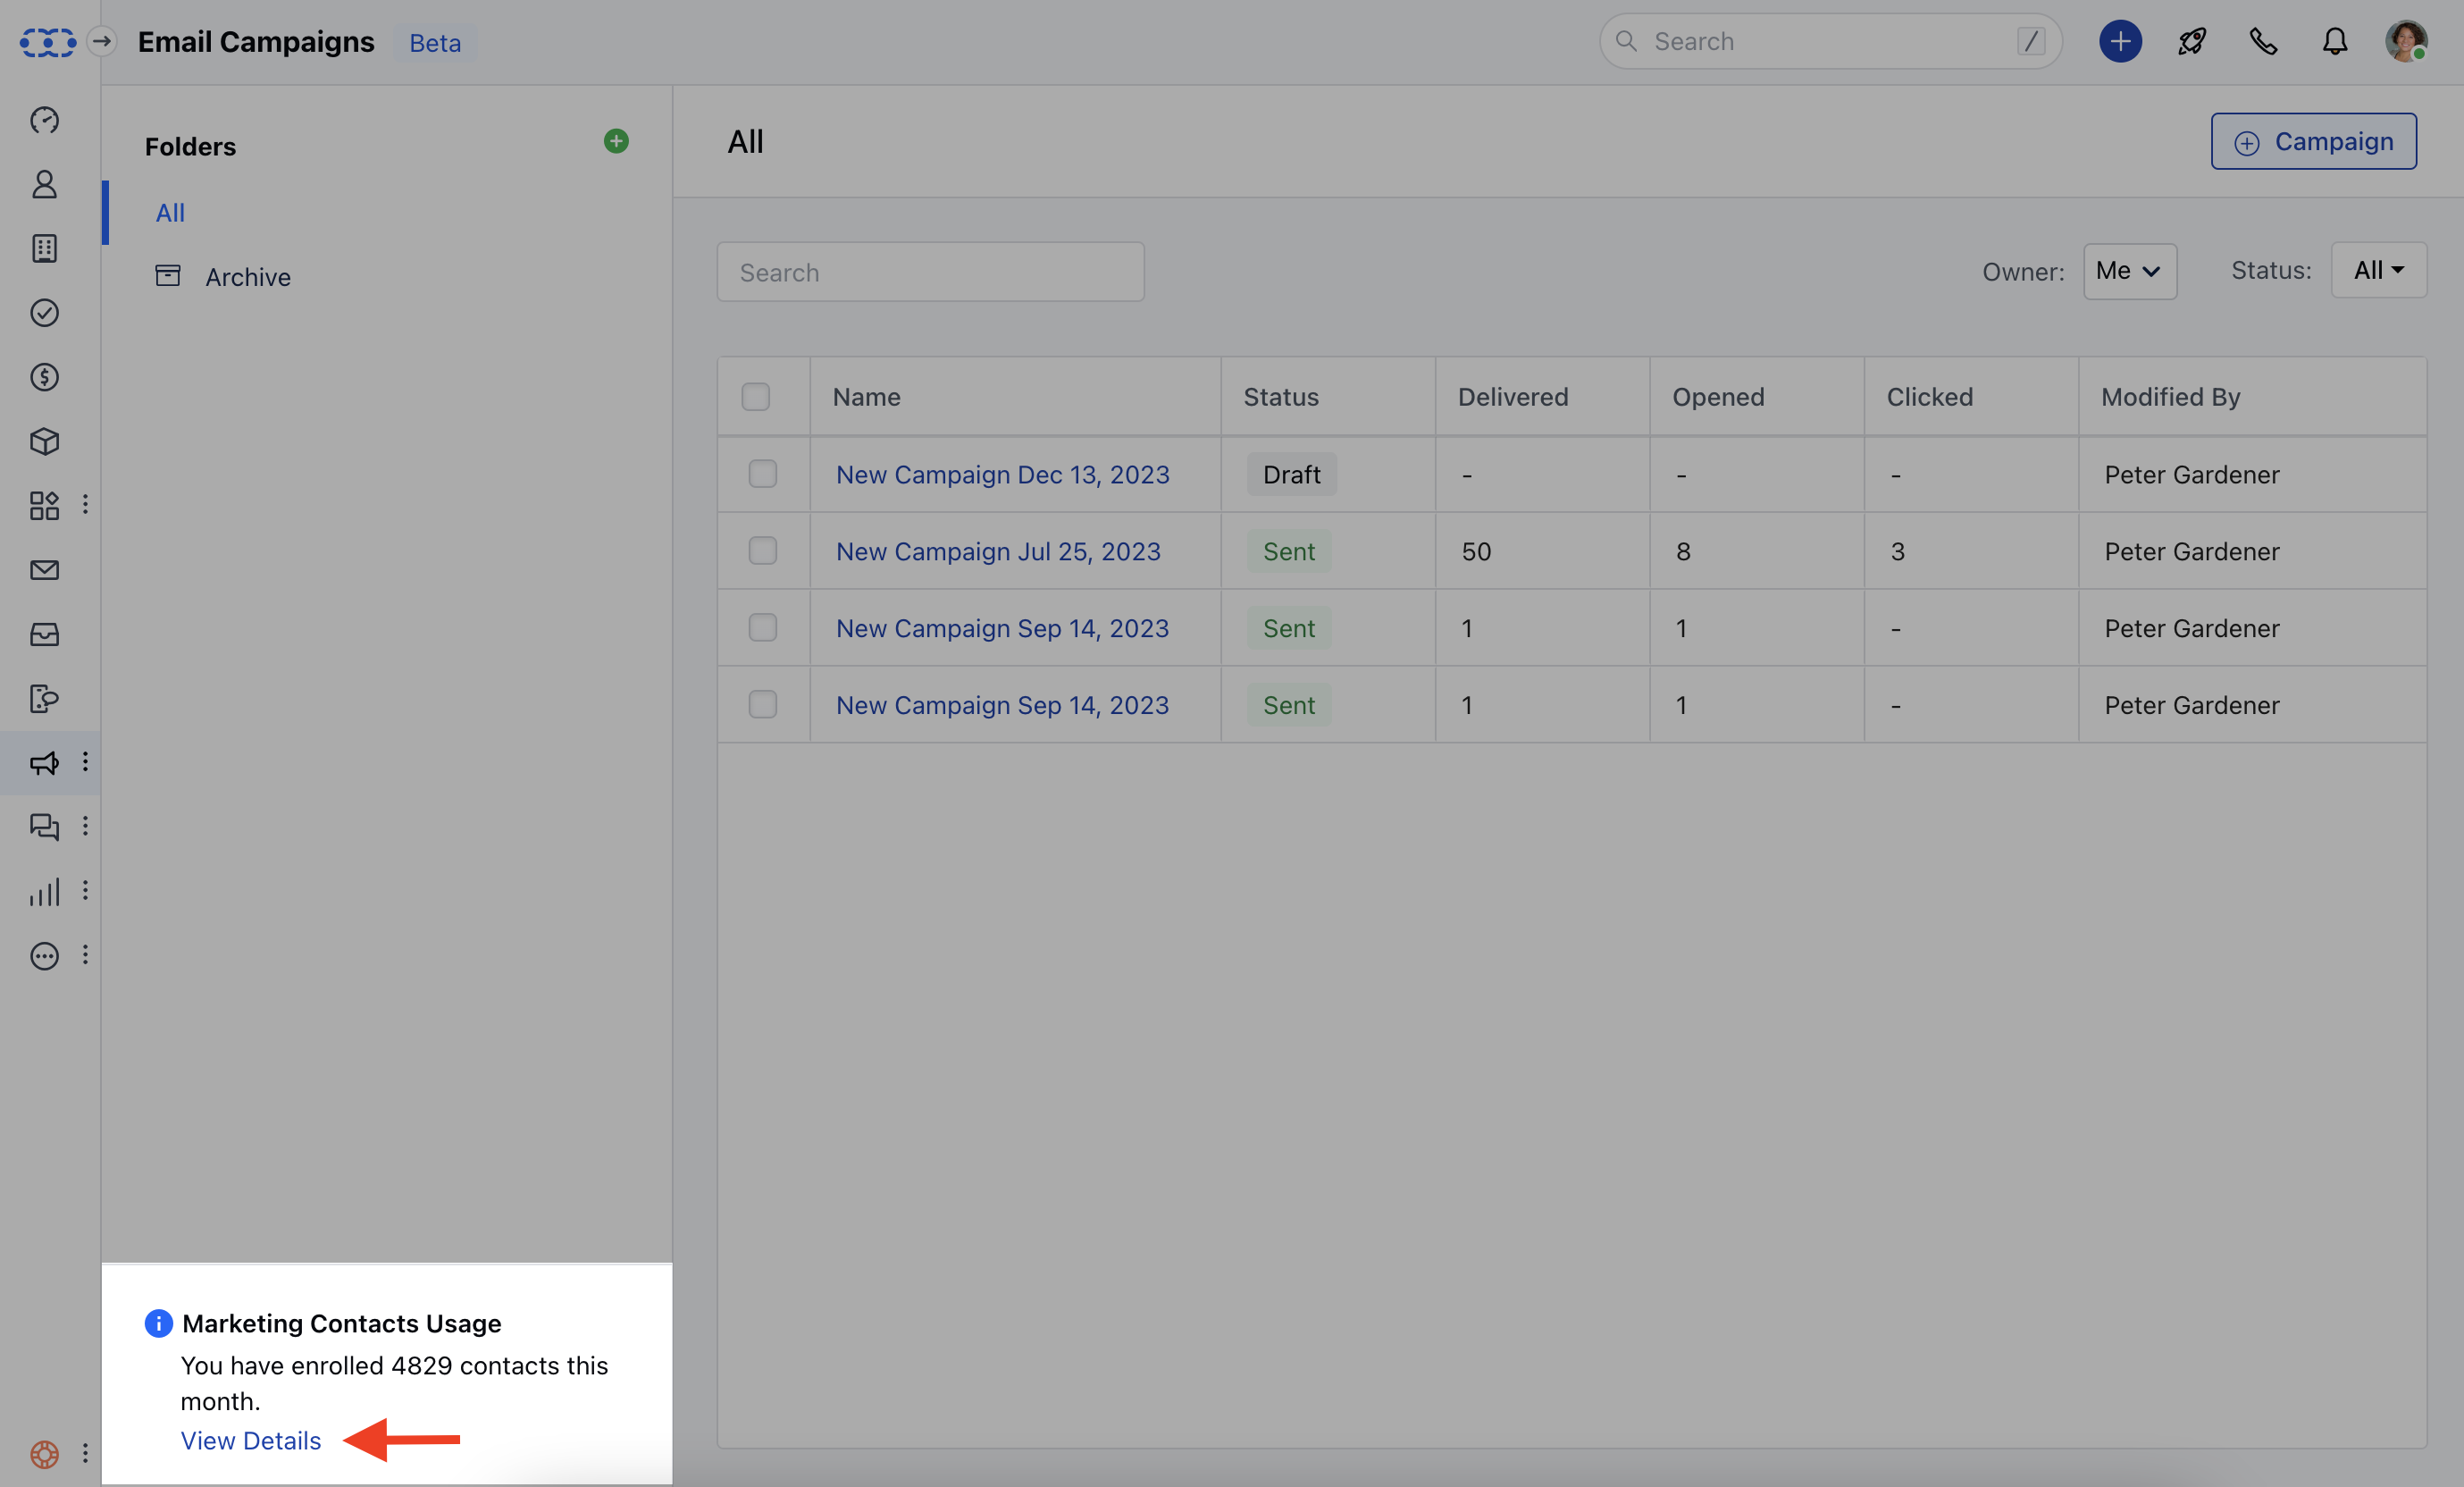 Email Campaigns Beta Search /
Folders
All
Archive
All
Campaign
Search
Owner: Me Status: All
Name Status Delivered Opened Clicked Modified By
New Campaign Dec 13, 2023 Draft - - - Peter Gardener
New Campaign Jul 25, 2023 Sent 50 8 3 Peter Gardener
New Campaign Sep 14, 2023 Sent 1 1 - Peter Gardener
New Campaign Sep 14, 2023 Sent 1 1 - Peter Gardener
Marketing Contacts Usage
You have enrolled 4829 contacts this
month.
View Details